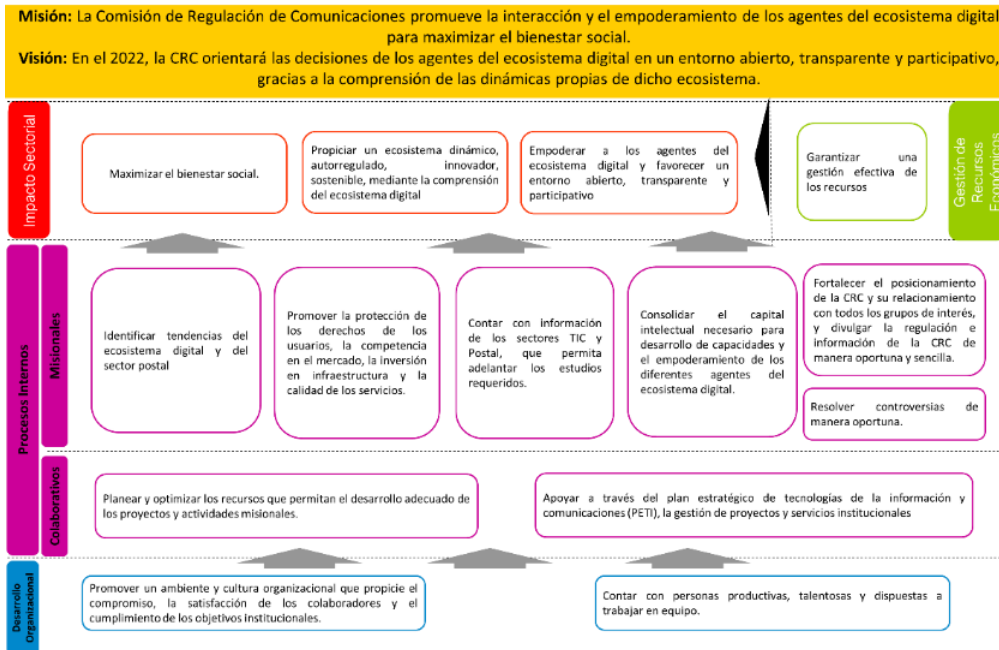 Misión: La Comisión de Regulación de Comunicaciones promueve la interacción y el empoderamiento de los agentes del ecosistema digital
para maximizar el bienestar social.
Visión: En el 2022, la CRC orientará las decisiones de los agentes del ecosistema digital en un entorno abierto, transparente y participativo,
gracias a la comprensión de las dinámicas propias de dicho ecosistema.
Impacto Sectorial
Maximizar el bienestar social.
Propiciar un ecosistema dinámico,
autorregulado, innovador,
sostenible, mediante la comprensión
del ecosistema digital
Empoderar a los agentes del
ecosistema digital y favorecer un
entorno abierto, transparente y
participativo
Garantizar una
gestión efectiva de
los recursos
Gestión de
Recursos
Económicos
Procesos Internos
Misionales
Identificar tendencias del
ecosistema digital y del
sector postal
Promover la protección de
los derechos de los
usuarios, la competencia
en el mercado, la inversión
en infraestructura y la
calidad de los servicios.
Contar con información
de los sectores TIC y
Postal, que permita
adelantar los estudios
requeridos.
Consolidar el capital
intelectual necesario para
desarrollo de capacidades y
el empoderamiento de los
diferentes agentes del
ecosistema digital.
Fortalecer el posicionamiento
de la CRC y su relacionamiento
con todos los grupos de interés,
y divulgar la regulación e
información de la CRC de
manera oportuna y sencilla.
Resolver controversias de
manera oportuna.
Colaborativos
Planear y optimizar los recursos que permitan el desarrollo adecuado de
los proyectos y actividades misionales.
Apoyar a través del plan estratégico de tecnologías de la información y
comunicaciones (PETI), la gestión de proyectos y servicios institucionales
Desarrollo
Organizacional
Promover un ambiente y cultura organizacional que propicie el
compromiso, la satisfacción de los colaboradores y el
cumplimiento de los objetivos institucionales.
Contar con personas productivas, talentosas y dispuestas a
trabajar en equipo.